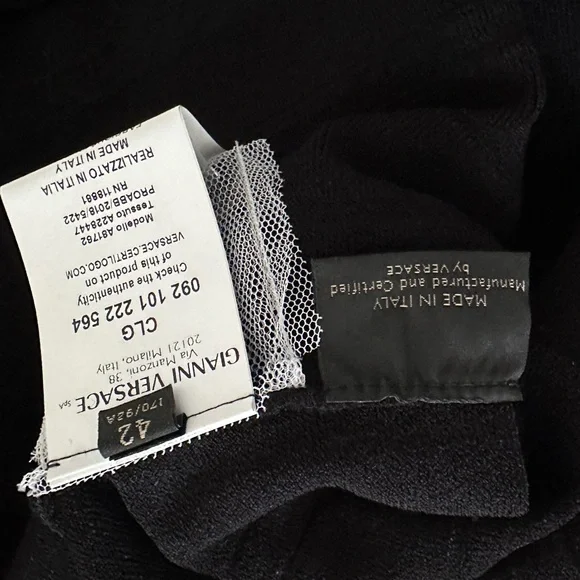 GIANNI VERSACE SpA
Via Manzoni, 38
20121 Milano, Italy
CLG
092 101 222 564
Check the authenticity
of this product on
VERSACE.CERTILOGO.COM
Modello A81762
Tessuto A228447
PROABB/2018/5422
RN 118881
REALIZZATO IN ITALIA
MADE IN ITALY
42
170/92A
MADE IN ITALY
Manufactured and Certified
by VERSACE